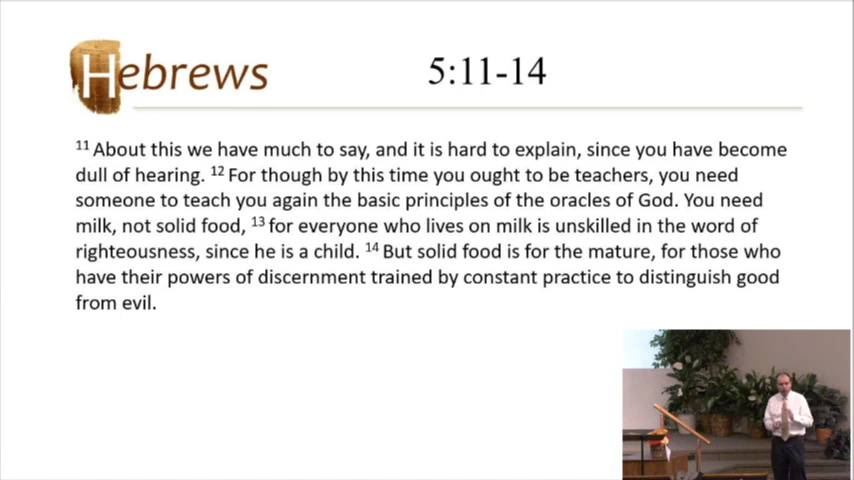 Hebrews
5:11-14
11 About this we have much to say, and it is hard to explain, since you have become
dull of hearing. 12 For though by this time you ought to be teachers, you need
someone to teach you again the basic principles of the oracles of God. You need
milk, not solid food, 13 for everyone who lives on milk is unskilled in the word of
righteousness, since he is a child. 14 But solid food is for the mature, for those who
have their powers of discernment trained by constant practice to distinguish good
from evil.